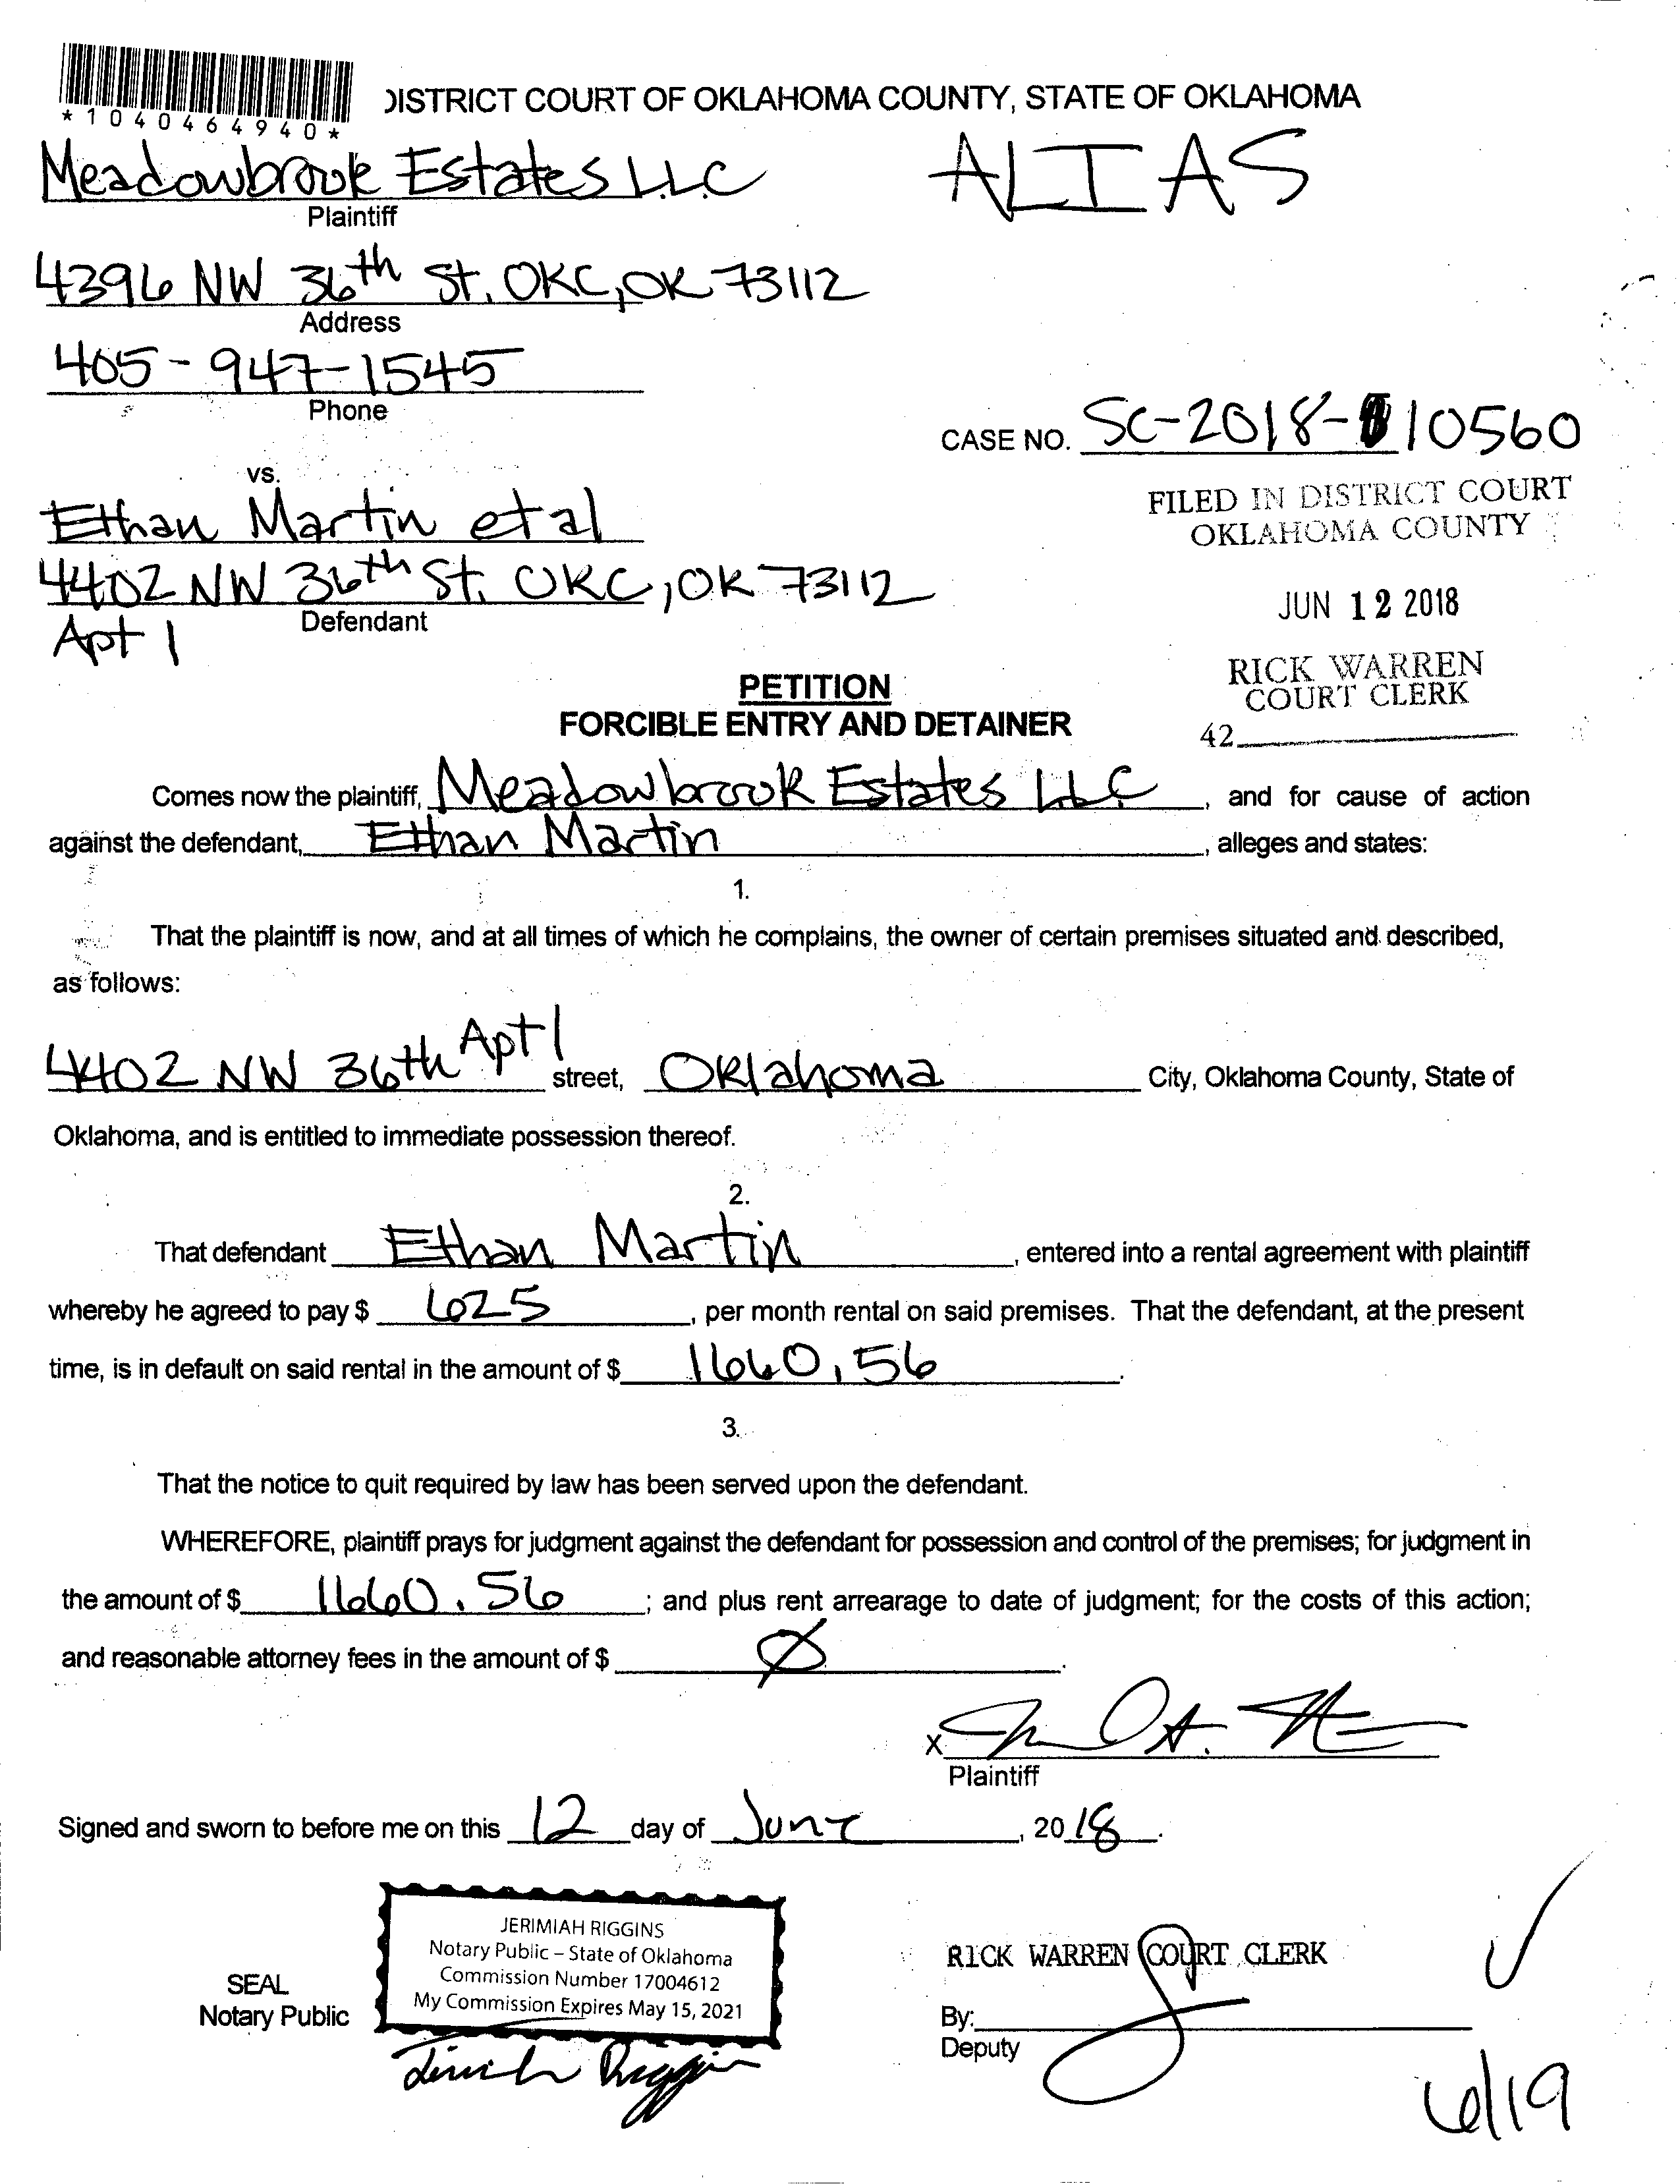 *1040464940*
DISTRICT COURT OF OKLAHOMA COUNTY, STATE OF OKLAHOMA
Meadowbrook Estates LLC
ALIAS
Plaintiff
4396 NW 36th St. OKC, OK 73112
Address
405-947-1545
Phone
CASE NO. SC-2018-10560
vs.
FILED IN DISTRICT COURT
OKLAHOMA COUNTY
Ethan Martin et al
4402 NW 36th St. OKC, OK 73112
Defendant
Apt 1
JUN 12 2018
RICK WARREN
COURT CLERK
42
PETITION
FORCIBLE ENTRY AND DETAINER
Comes now the plaintiff, Meadowbrook Estates LLC, and for cause of action
against the defendant, Ethan Martin, alleges and states:
1.
That the plaintiff is now, and at all times of which he complains, the owner of certain premises situated and described,
as follows:
4402 NW 36th Apt 1 street, Oklahoma City, Oklahoma County, State of
Oklahoma, and is entitled to immediate possession thereof.
2.
That defendant Ethan Martin, entered into a rental agreement with plaintiff
whereby he agreed to pay $ 625, per month rental on said premises. That the defendant, at the present
time, is in default on said rental in the amount of $ 1660.56.
3.
That the notice to quit required by law has been served upon the defendant.
WHEREFORE, plaintiff prays for judgment against the defendant for possession and control of the premises; for judgment in
the amount of $ 1660.56; and plus rent arrearage to date of judgment; for the costs of this action;
and reasonable attorney fees in the amount of $ Ø.
X
Plaintiff
Signed and sworn to before me on this 12 day of June, 2018.
JERIMIAH RIGGINS
Notary Public – State of Oklahoma
Commission Number 17004612
My Commission Expires May 15, 2021
SEAL
Notary Public
RICK WARREN COURT CLERK
By:
Deputy
6/19